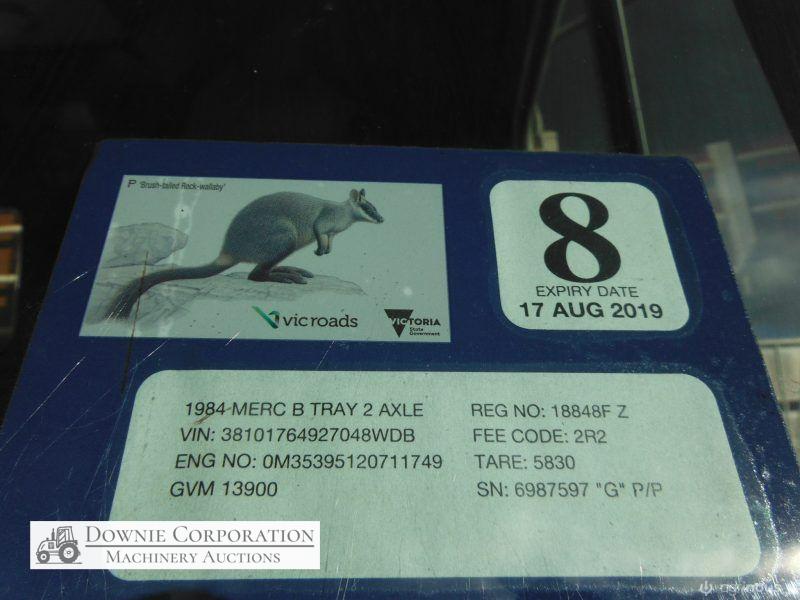 P 'Brush-tailed Rock-wallaby'
vicroads
VICTORIA
State
Government
8
EXPIRY DATE
17 AUG 2019
1984 MERC B TRAY 2 AXLE
VIN: 38101764927048WDB
ENG NO: 0M35395120711749
GVM 13900
REG NO: 18848F Z
FEE CODE: 2R2
TARE: 5830
SN: 6987597 "G" P/P
DOWNIE CORPORATION
MACHINERY AUCTIONS